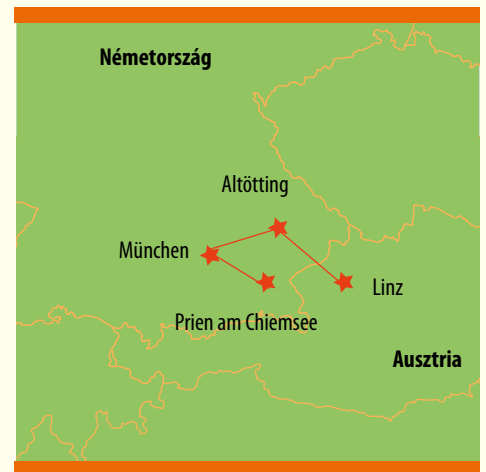 Németország
Altötting
München
Linz
Prien am Chiemsee
Ausztria